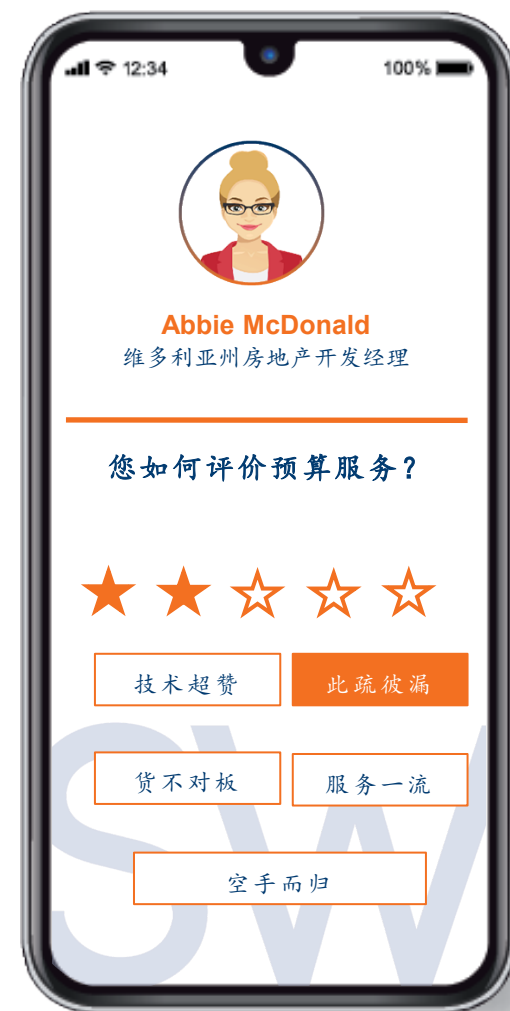 12:34 100%
Abbie McDonald
维多利亚州房地产开发经理
您如何评价预算服务?
技术超赞 此疏彼漏
货不对板 服务一流
空手而归
SW